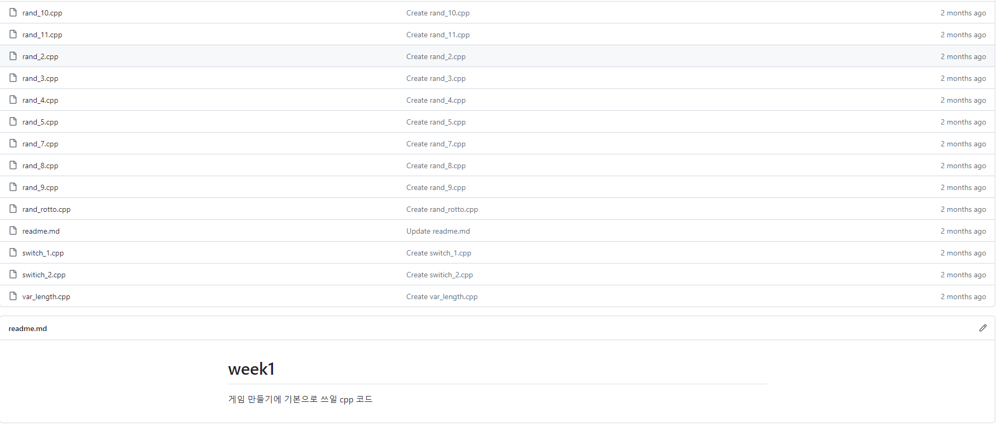 rand_10.cpp Create rand_10.cpp 2 months ago
rand_11.cpp Create rand_11.cpp 2 months ago
rand_2.cpp Create rand_2.cpp 2 months ago
rand_3.cpp Create rand_3.cpp 2 months ago
rand_4.cpp Create rand_4.cpp 2 months ago
rand_5.cpp Create rand_5.cpp 2 months ago
rand_7.cpp Create rand_7.cpp 2 months ago
rand_8.cpp Create rand_8.cpp 2 months ago
rand_9.cpp Create rand_9.cpp 2 months ago
rand_rotto.cpp Create rand_rotto.cpp 2 months ago
readme.md Update readme.md 2 months ago
switch_1.cpp Create switch_1.cpp 2 months ago
switich_2.cpp Create switich_2.cpp 2 months ago
var_length.cpp Create var_length.cpp 2 months ago
readme.md
week1
게임 만들기에 기본으로 쓰일 cpp 코드